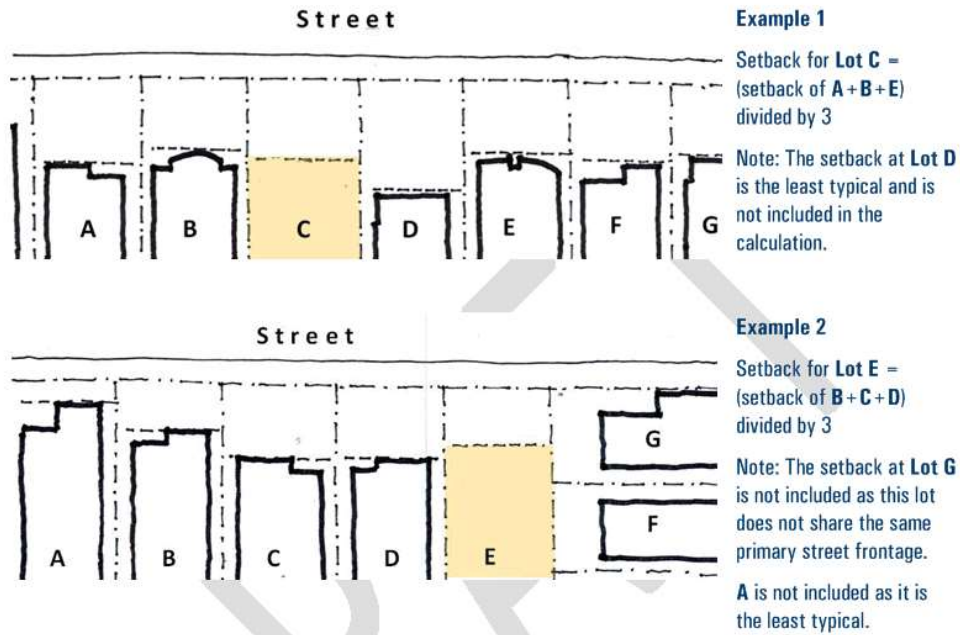 Street
A
B
C
D
E
F
G
Example 1
Setback for Lot C =
(setback of A+B+E)
divided by 3
Note: The setback at Lot D
is the least typical and is
not included in the
calculation.
Street
A
B
C
D
E
G
F
Example 2
Setback for Lot E =
(setback of B+C+D)
divided by 3
Note: The setback at Lot G
is not included as this lot
does not share the same
primary street frontage.
A is not included as it is
the least typical.